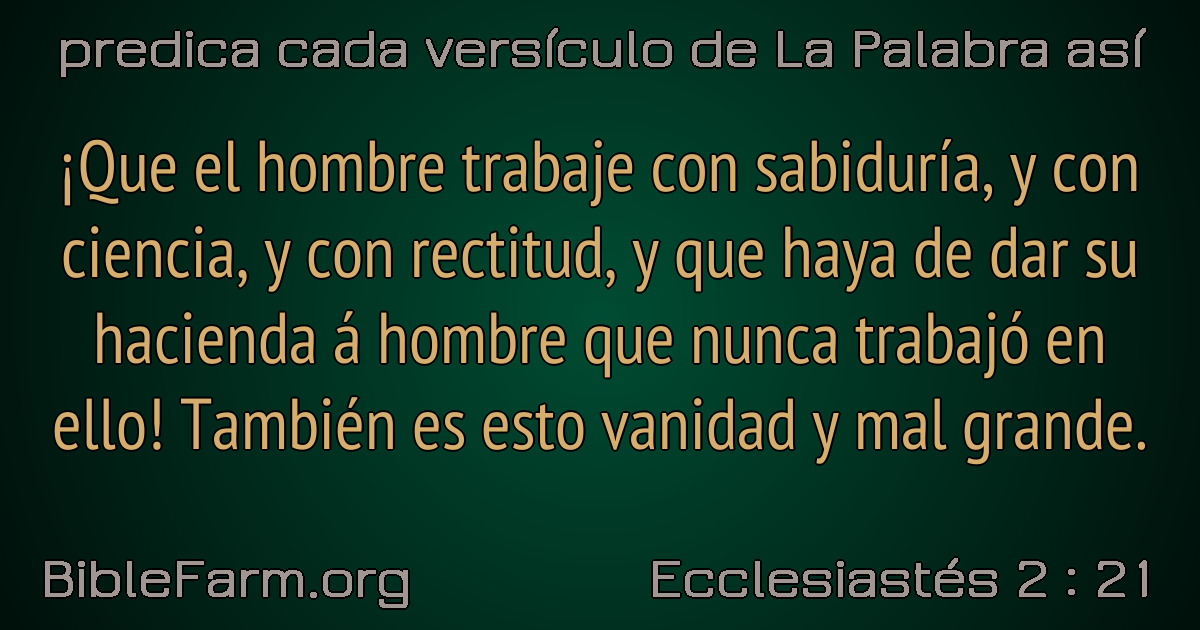 predica cada versículo de La Palabra así
¡Que el hombre trabaje con sabiduría, y con
ciencia, y con rectitud, y que haya de dar su
hacienda á hombre que nunca trabajó en
ello! También es esto vanidad y mal grande.
BibleFarm.org
Ecclesiastés 2 : 21